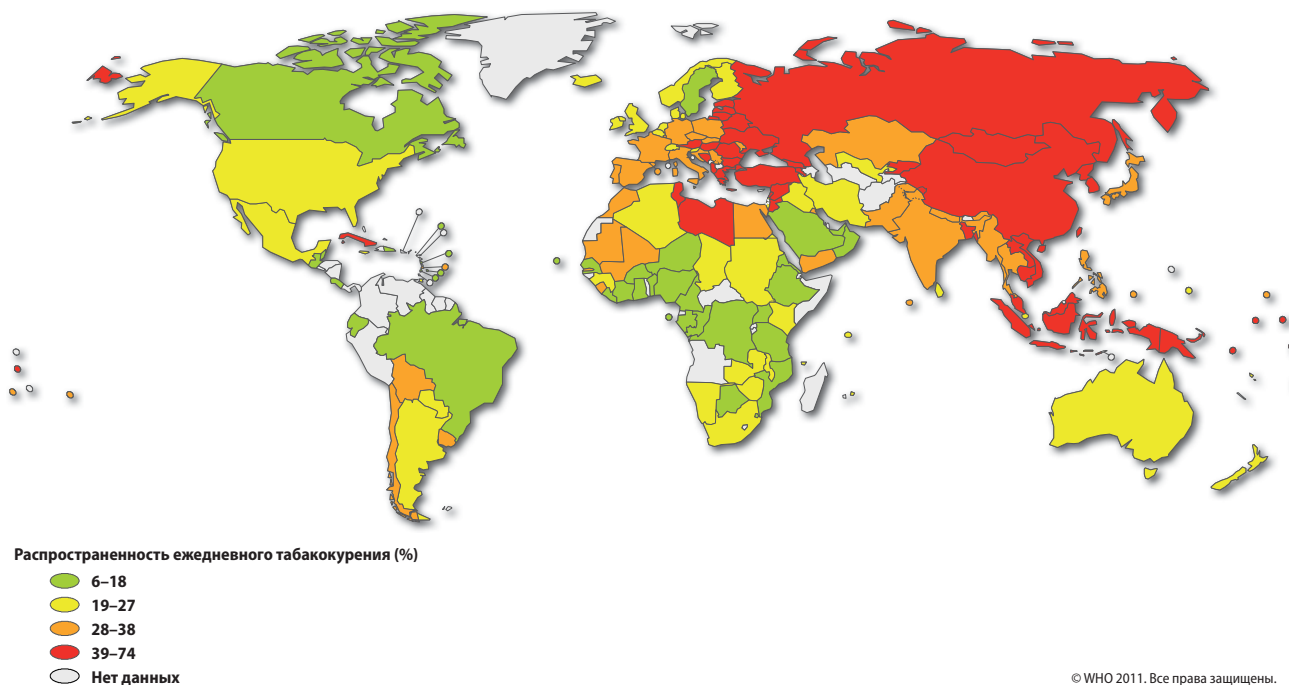 Распространенность ежедневного табакокурения (%)
6–18
19–27
28–38
39–74
Нет данных
© WHO 2011. Все права защищены.